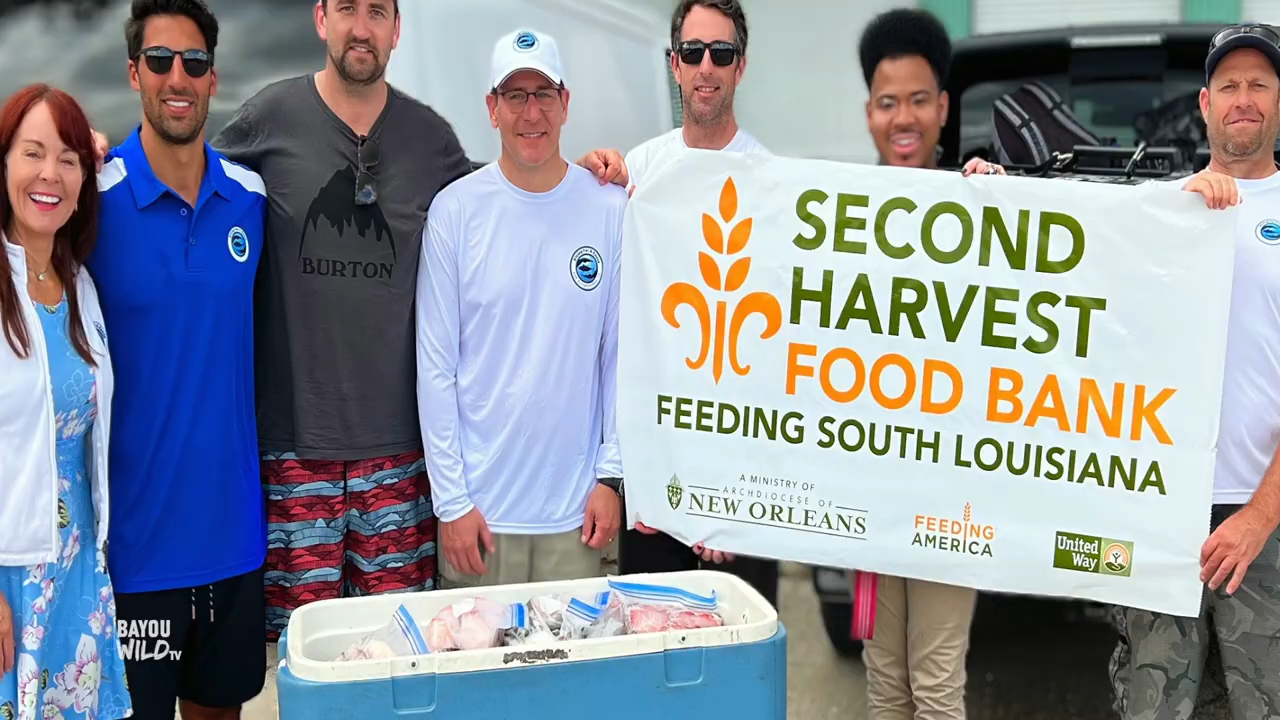 BURTON
SECOND
HARVEST
FOOD BANK
FEEDING SOUTH LOUISIANA
A MINISTRY OF
ARCHDIOCESE OF
NEW ORLEANS
FEEDING
AMERICA
United
Way
BAYOU
WILD TV